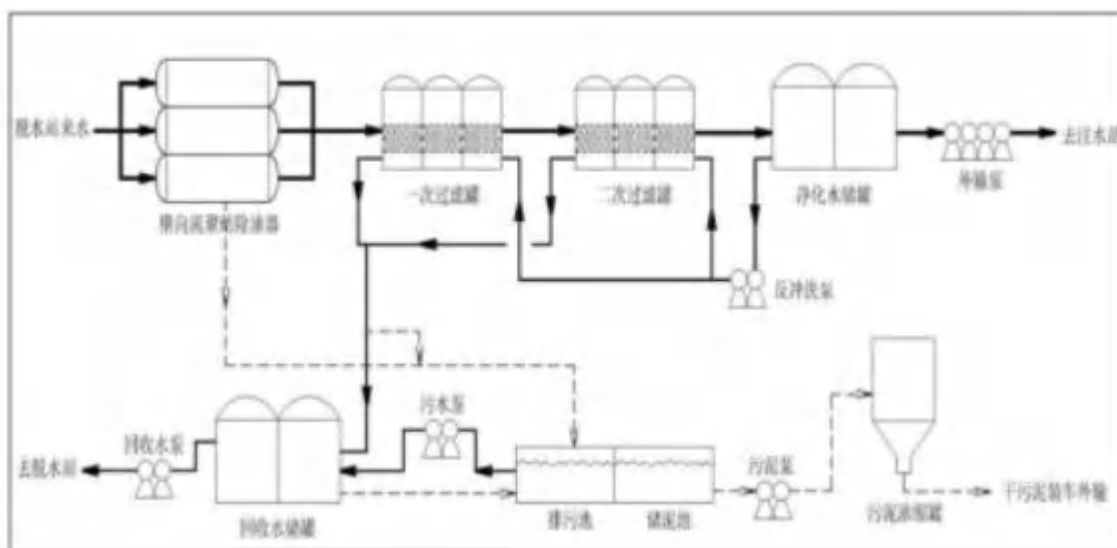 脱水站来水
横向流聚结除油器
一次过滤罐
二次过滤罐
净化水储罐
外输泵
去注水站
反冲洗泵
去脱水站
回收水泵
回收水储罐
污水泵
排污池
储泥池
污泥泵
污泥浓缩罐
干污泥装车外输